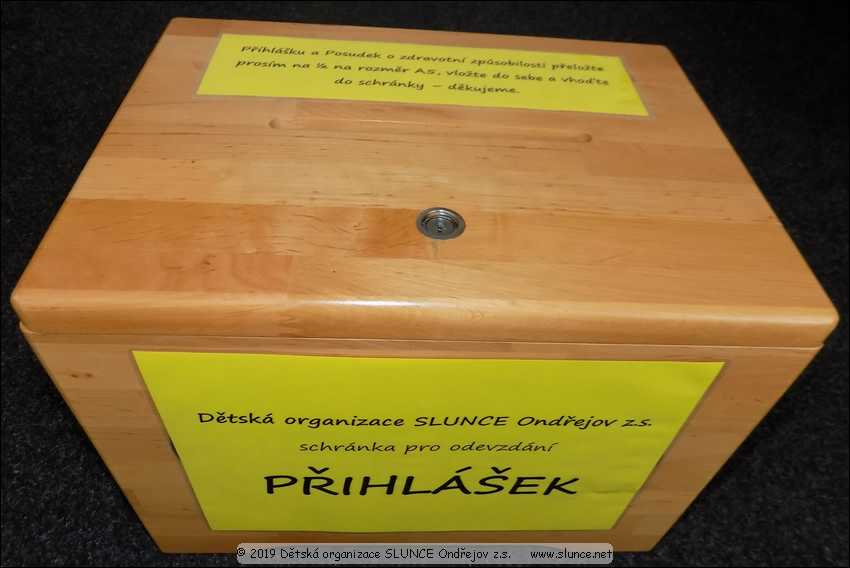 Přihlášku a Posudek o zdravotní způsobilosti přeložte
prosím na ½ na rozměr A5, vložte do sebe a vhoďte
do schránky – děkujeme.
Dětská organizace SLUNCE Ondřejov z.s.
schránka pro odevzdání
PŘIHLÁŠEK
© 2019 Dětská organizace SLUNCE Ondřejov z.s. www.slunce.net